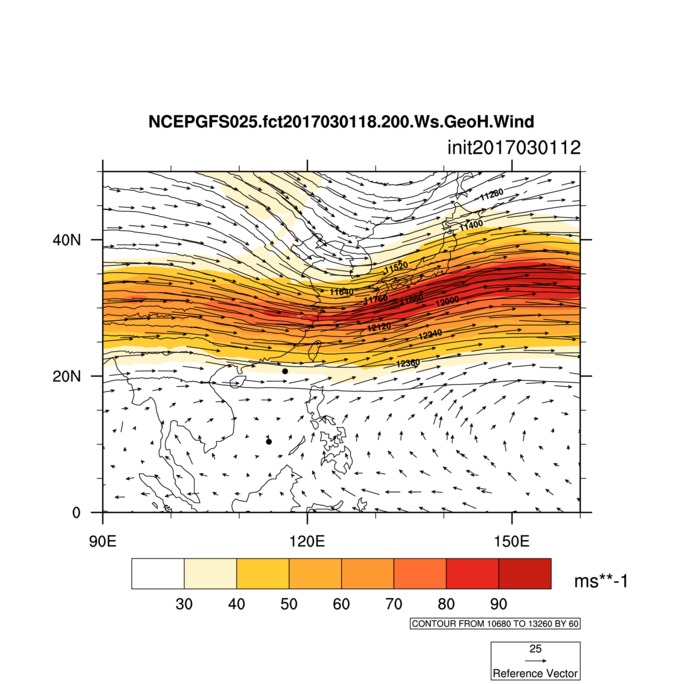 NCEPGFS025.fct2017030118.200.Ws.GeoH.Wind
init2017030112
11280
11400
40N
11520
11640
11760
11880
12000
12120
12240
12360
20N
0
90E 120E 150E
ms**-1
30 40 50 60 70 80 90
CONTOUR FROM 10680 TO 13260 BY 60
25
Reference Vector